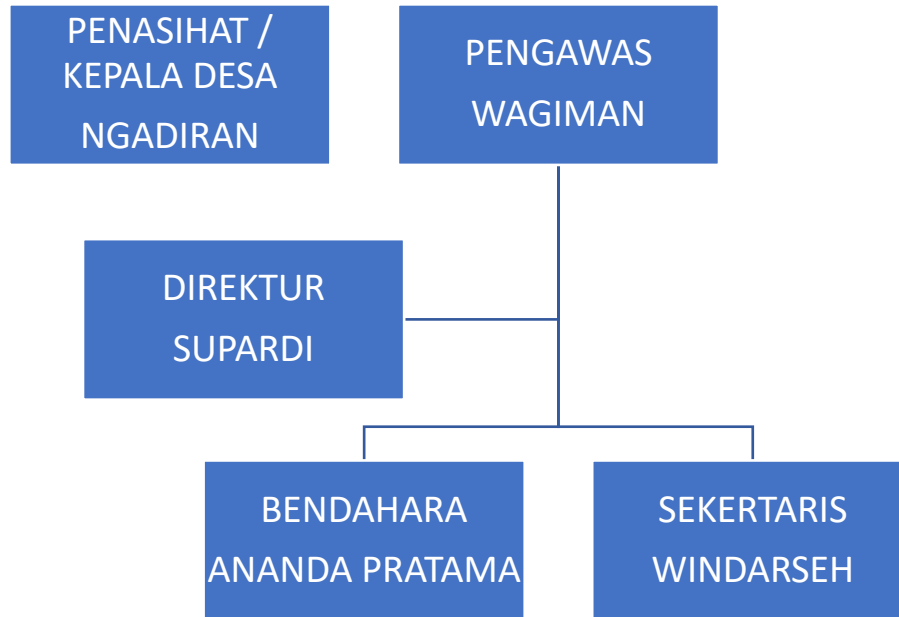 PENASIHAT /
KEPALA DESA
NGADIRAN
PENGAWAS
WAGIMAN
DIREKTUR
SUPARDI
BENDAHARA
ANANDA PRATAMA
SEKERTARIS
WINDARSEH